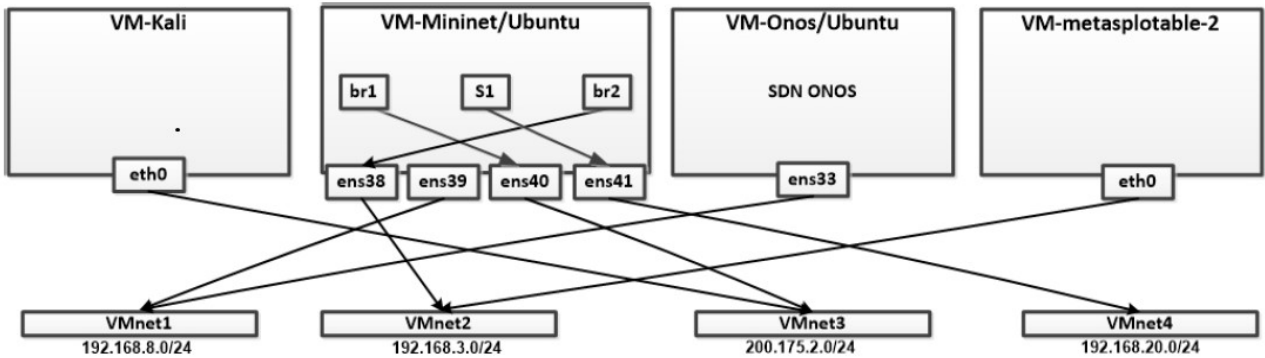 VM-Kali
VM-Mininet/Ubuntu
VM-Onos/Ubuntu
VM-metasplotable-2
br1
S1
br2
SDN ONOS
eth0
ens38
ens39
ens40
ens41
ens33
eth0
VMnet1
VMnet2
VMnet3
VMnet4
192.168.8.0/24
192.168.3.0/24
200.175.2.0/24
192.168.20.0/24